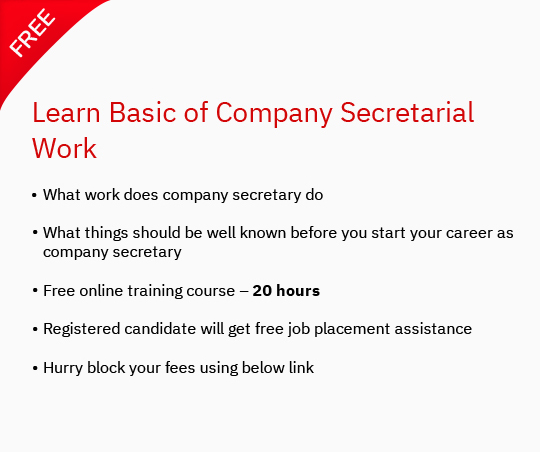 FREE
Learn Basic of Company Secretarial
Work
• What work does company secretary do
• What things should be well known before you start your career as
company secretary
• Free online training course – 20 hours
• Registered candidate will get free job placement assistance
• Hurry block your fees using below link